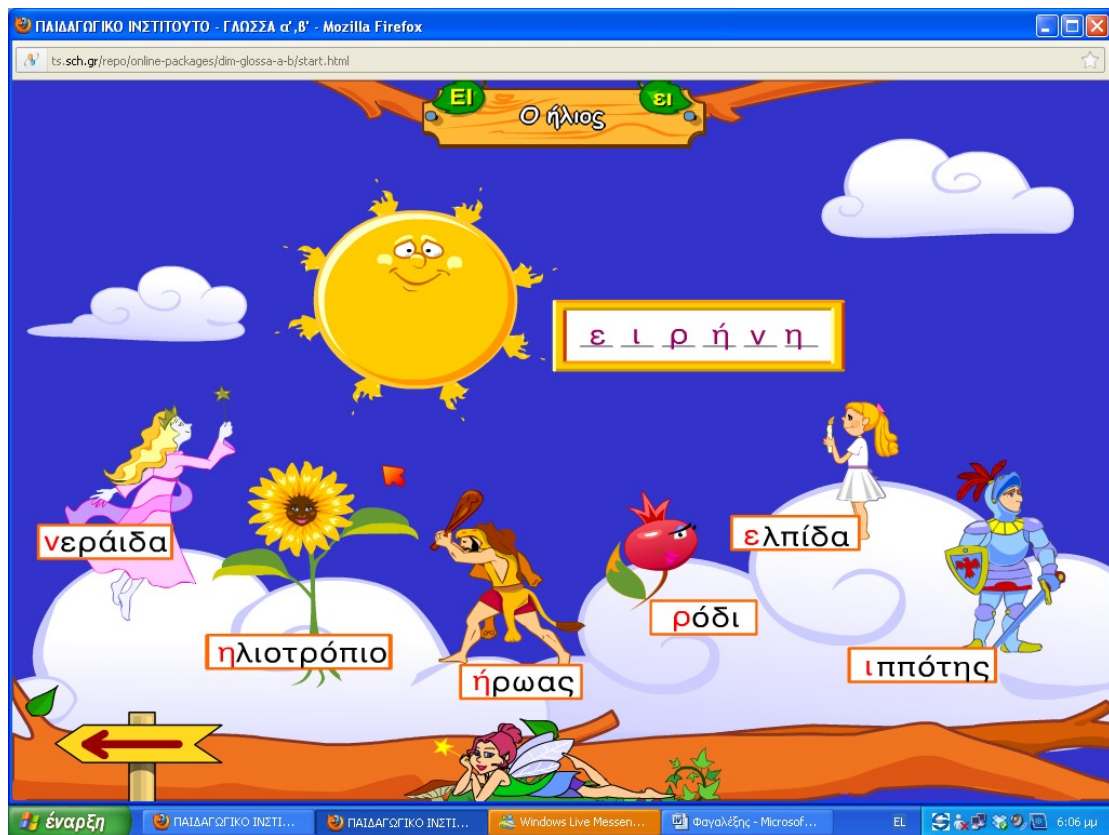 ΠΑΙΔΑΓΩΓΙΚΟ ΙΝΣΤΙΤΟΥΤΟ - ΓΛΩΣΣΑ α',β' - Mozilla Firefox
ts.sch.gr/repo/online-packages/dim-glossa-a-b/start.html
ΕΙ Ο ήλιος ει
ε ι ρ ή ν η
νεράιδα
ελπίδα
ρόδι
ηλιοτρόπιο
ήρωας
ιππότης
έναρξη ΠΑΙΔΑΓΩΓΙΚΟ ΙΝΣΤΙ... ΠΑΙΔΑΓΩΓΙΚΟ ΙΝΣΤΙ... Windows Live Messen... Φαγαλέξης - Microsof... EL 6:06 μμ